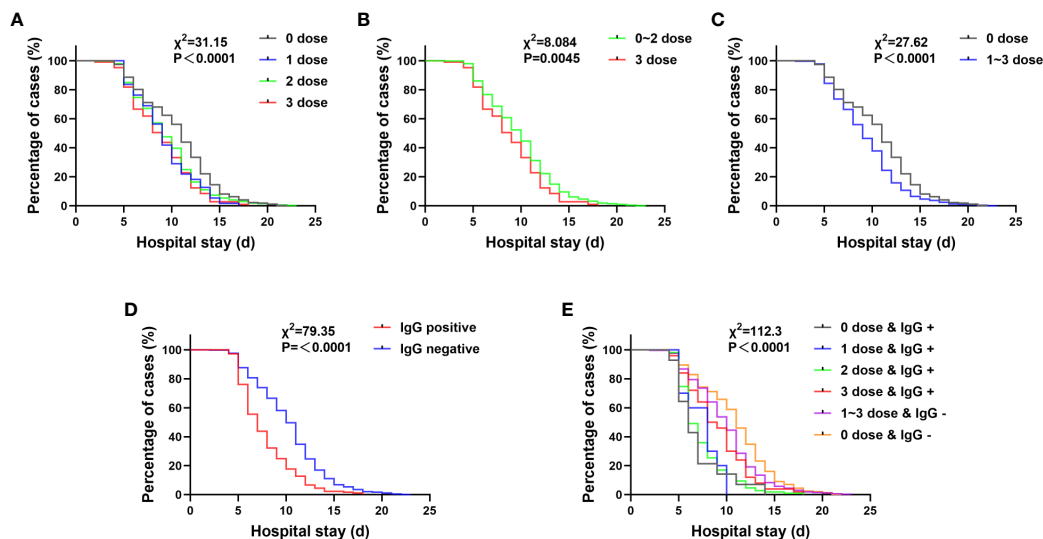 A
χ²=31.15
P＜0.0001
0 dose
1 dose
2 dose
3 dose
Percentage of cases (%)
100
80
60
40
20
0
0 5 10 15 20 25
Hospital stay (d)
B
χ²=8.084
P=0.0045
0~2 dose
3 dose
Percentage of cases (%)
100
80
60
40
20
0
0 5 10 15 20 25
Hospital stay (d)
C
χ²=27.62
P＜0.0001
0 dose
1~3 dose
Percentage of cases (%)
100
80
60
40
20
0
0 5 10 15 20 25
Hospital stay (d)
D
χ²=79.35
P=＜0.0001
IgG positive
IgG negative
Percentage of cases (%)
100
80
60
40
20
0
0 5 10 15 20 25
Hospital stay (d)
E
χ²=112.3
P＜0.0001
0 dose & IgG +
1 dose & IgG +
2 dose & IgG +
3 dose & IgG +
1~3 dose & IgG -
0 dose & IgG -
Percentage of cases (%)
100
80
60
40
20
0
0 5 10 15 20 25
Hospital stay (d)